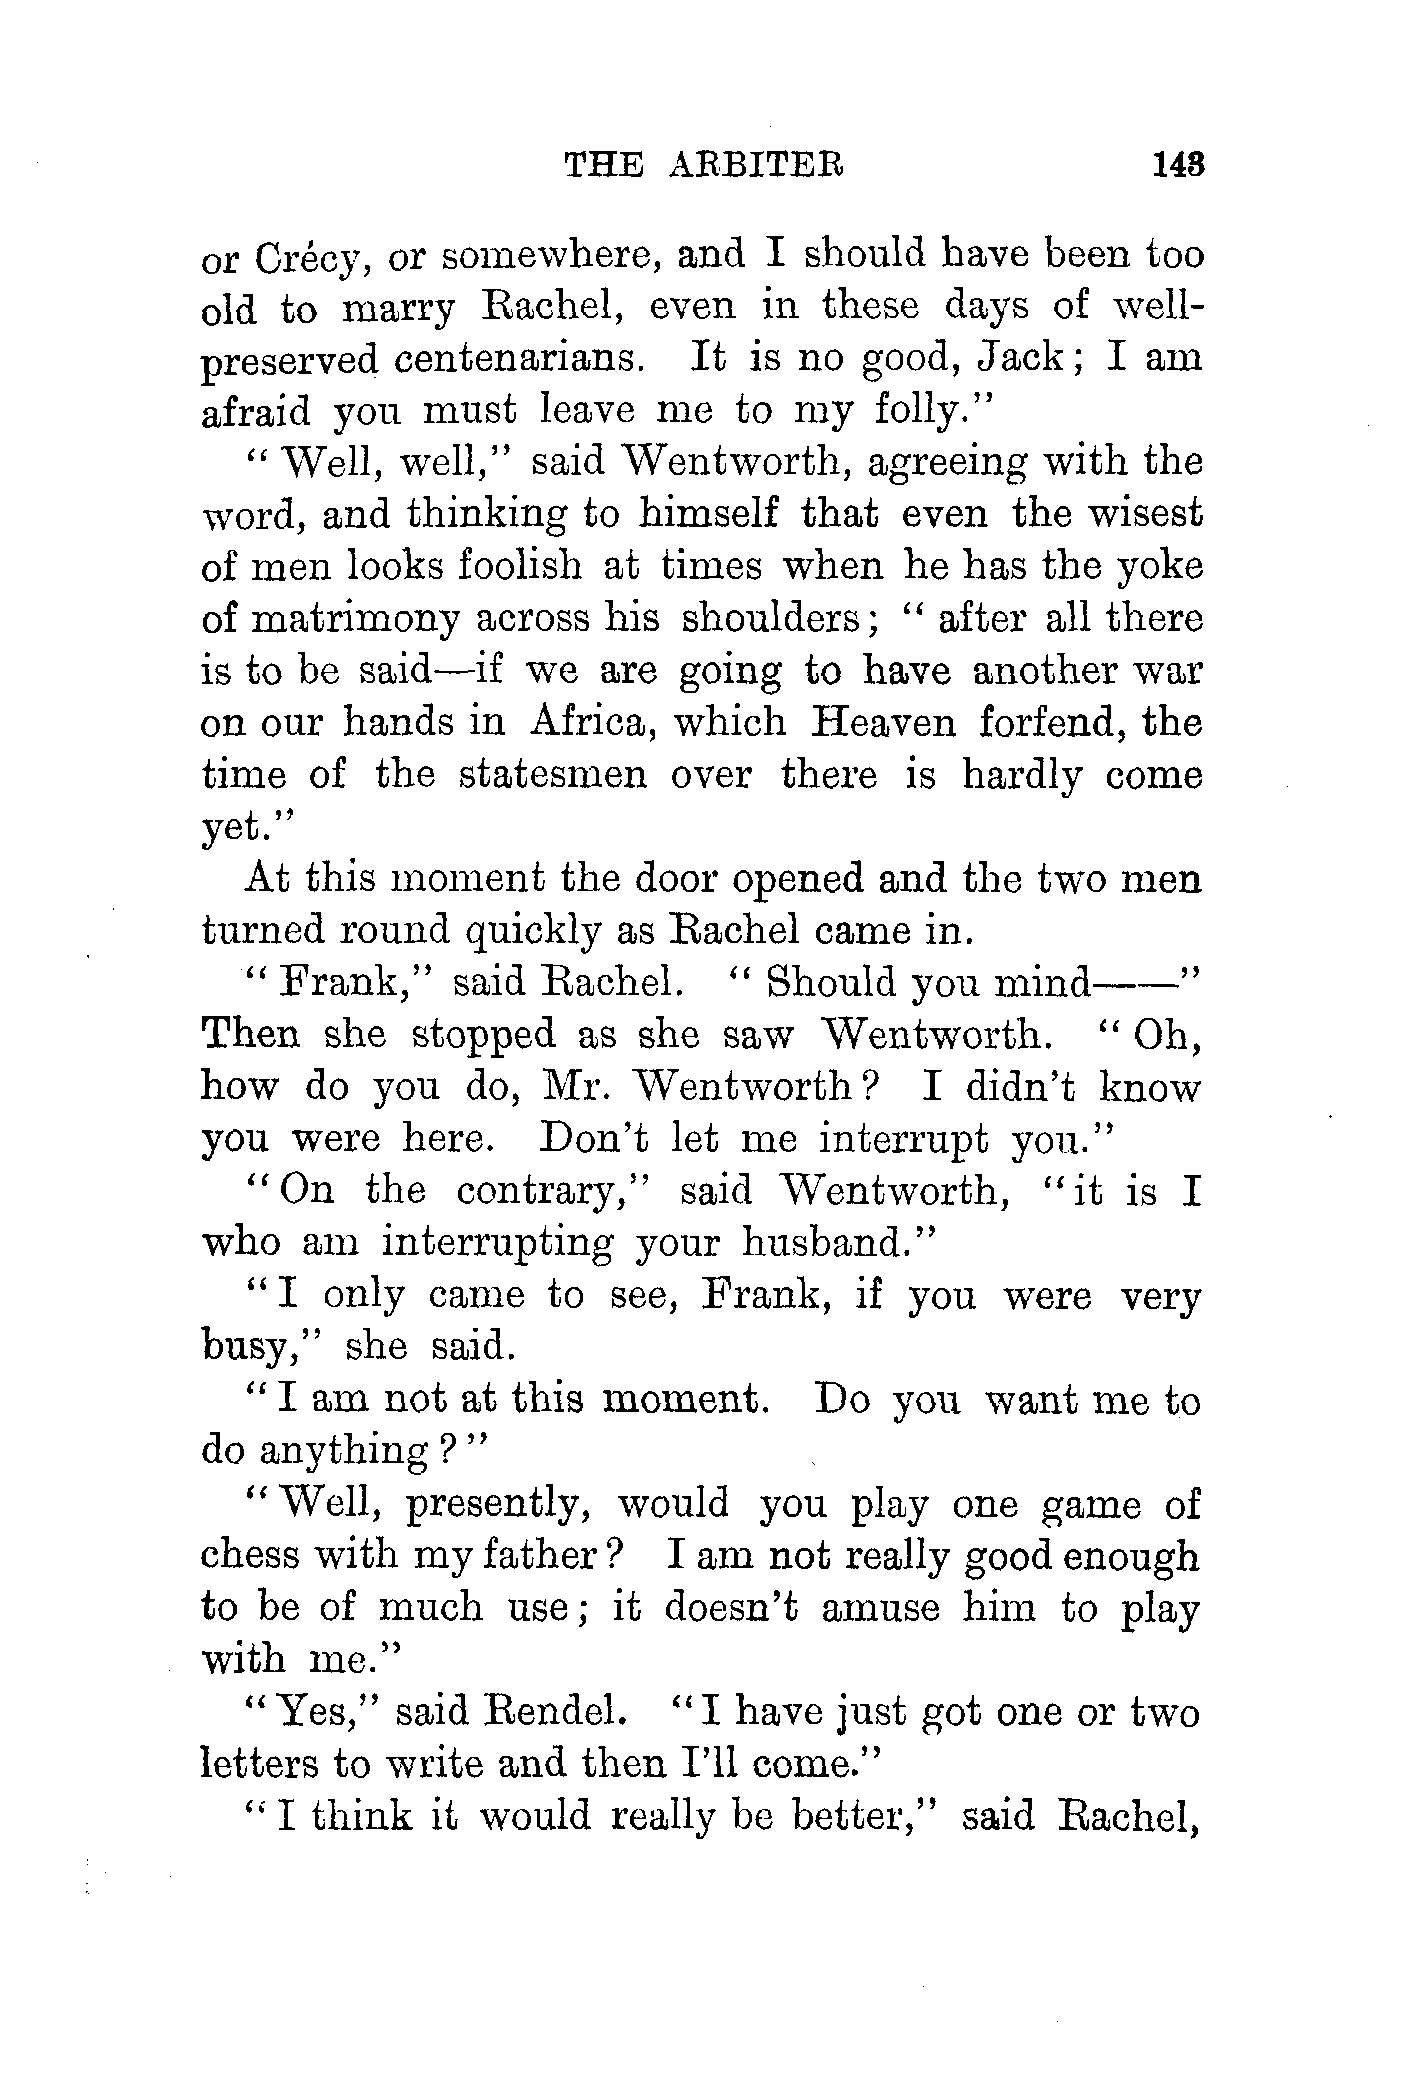 THE ARBITER 143
or Crécy, or somewhere, and I should have been too
old to marry Rachel, even in these days of well-
preserved centenarians. It is no good, Jack; I am
afraid you must leave me to my folly."
"Well, well," said Wentworth, agreeing with the
word, and thinking to himself that even the wisest
of men looks foolish at times when he has the yoke
of matrimony across his shoulders; "after all there
is to be said—if we are going to have another war
on our hands in Africa, which Heaven forfend, the
time of the statesmen over there is hardly come
yet."
At this moment the door opened and the two men
turned round quickly as Rachel came in.
"Frank," said Rachel. "Should you mind——"
Then she stopped as she saw Wentworth. "Oh,
how do you do, Mr. Wentworth? I didn't know
you were here. Don't let me interrupt you."
"On the contrary," said Wentworth, "it is I
who am interrupting your husband."
"I only came to see, Frank, if you were very
busy," she said.
"I am not at this moment. Do you want me to
do anything?"
"Well, presently, would you play one game of
chess with my father? I am not really good enough
to be of much use; it doesn't amuse him to play
with me."
"Yes," said Rendel. "I have just got one or two
letters to write and then I'll come."
"I think it would really be better," said Rachel,